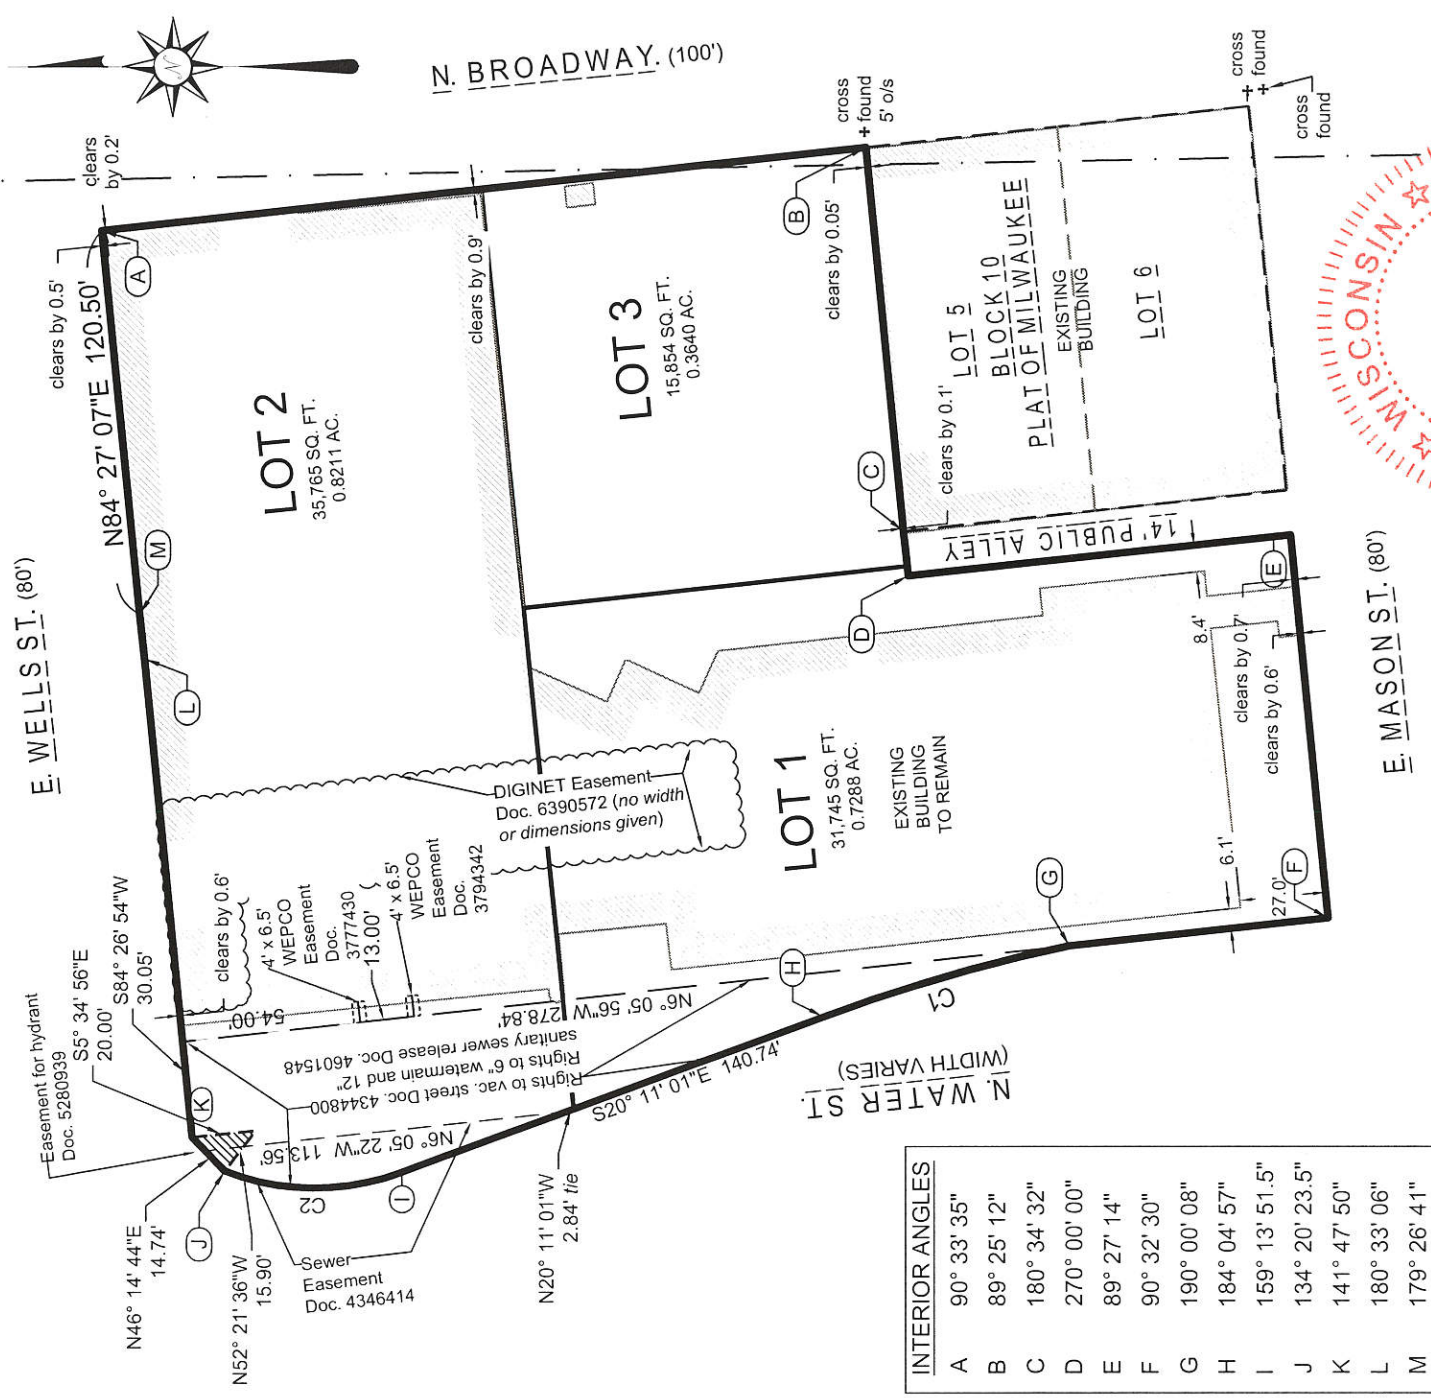 N. BROADWAY. (100')
E. WELLS ST. (80')
E. MASON ST. (80')
N. WATER ST.
(WIDTH VARIES)
N
clears
by 0.2'
clears by 0.5'
N84° 27' 07"E 120.50'
A
M
L
LOT 2
35,765 SQ. FT.
0.8211 AC.
clears by 0.9'
LOT 3
15,854 SQ. FT.
0.3640 AC.
B
clears by 0.05'
cross
found
5' o/s
cross
found
cross
found
C
clears by 0.1'
LOT 5
BLOCK 10
PLAT OF MILWAUKEE
EXISTING
BUILDING
LOT 6
14' PUBLIC ALLEY
D
E
8.4'
clears by 0.7'
clears by 0.6'
LOT 1
31,745 SQ. FT.
0.7288 AC.
EXISTING
BUILDING
TO REMAIN
6.1'
27.0'
F
G
H
C1
DIGINET Easement
Doc. 6390572 (no width
or dimensions given)
clears by 0.6'
4' x 6.5'
WEPCO
Easement
Doc.
3777430
13.00'
4' x 6.5'
WEPCO
Easement
Doc.
3794342
54.00'
N6° 05' 56"W 278.84'
Rights to vac. street Doc. 4344800
Rights to 6" watermain and 12"
sanitary sewer release Doc. 4601548
S20° 11' 01"E 140.74'
N6° 05' 22"W 113.56'
Easement for hydrant
Doc. 5280939
S5° 34' 56"E
20.00'
S84° 26' 54"W
30.05'
K
N46° 14' 44"E
14.74'
J
N52° 21' 36"W
15.90'
C2
I
Sewer
Easement
Doc. 4346414
N20° 11' 01"W
2.84' tie
INTERIOR ANGLES
A 90° 33' 35"
B 89° 25' 12"
C 180° 34' 32"
D 270° 00' 00"
E 89° 27' 14"
F 90° 32' 30"
G 190° 00' 08"
H 184° 04' 57"
I 159° 13' 51.5"
J 134° 20' 23.5"
K 141° 47' 50"
L 180° 33' 06"
M 179° 26' 41"
WISCONSIN